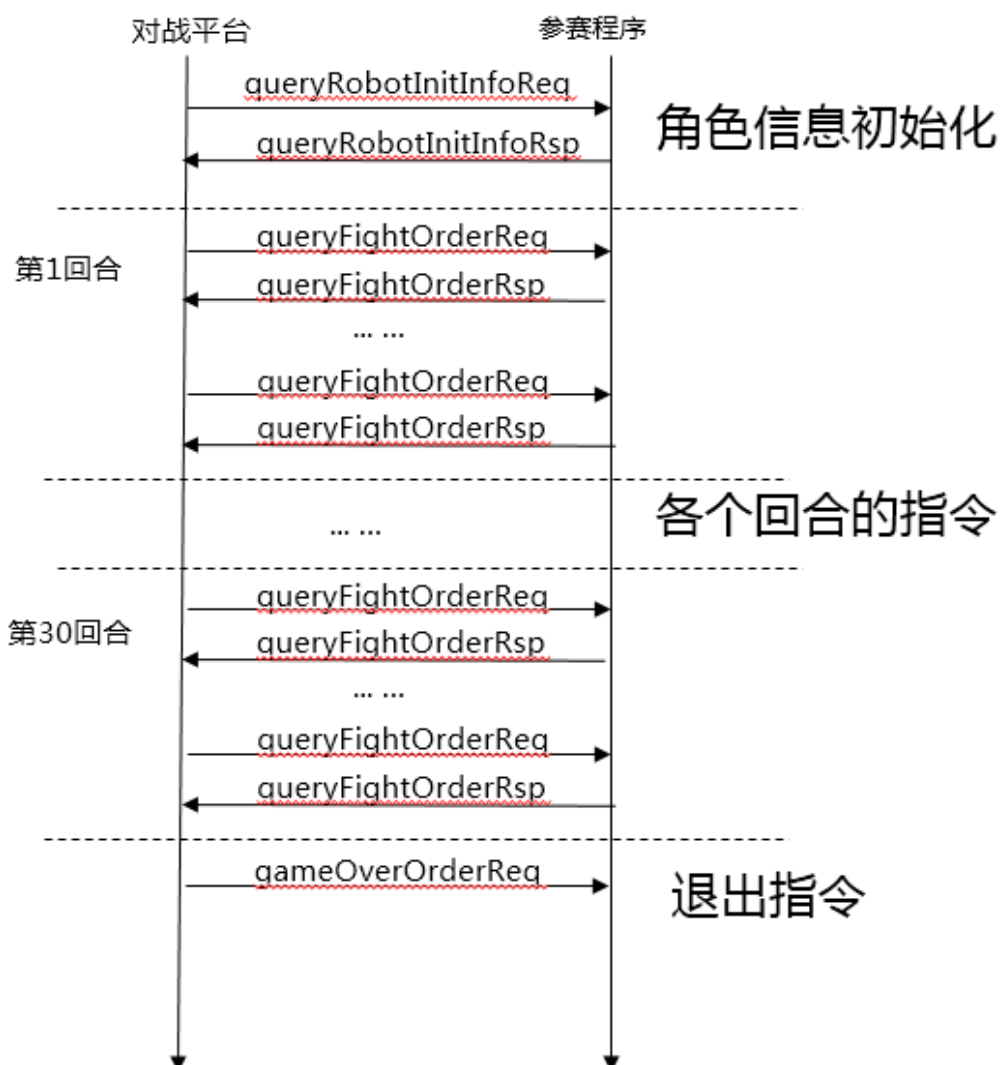 对战平台
参赛程序
queryRobotInitInfoReq
角色信息初始化
queryRobotInitInfoRsp
queryFightOrderReq
第1回合
queryFightOrderRsp
... ...
queryFightOrderReq
queryFightOrderRsp
各个回合的指令
... ...
queryFightOrderReq
第30回合
queryFightOrderRsp
... ...
queryFightOrderReq
queryFightOrderRsp
gameOverOrderReq
退出指令